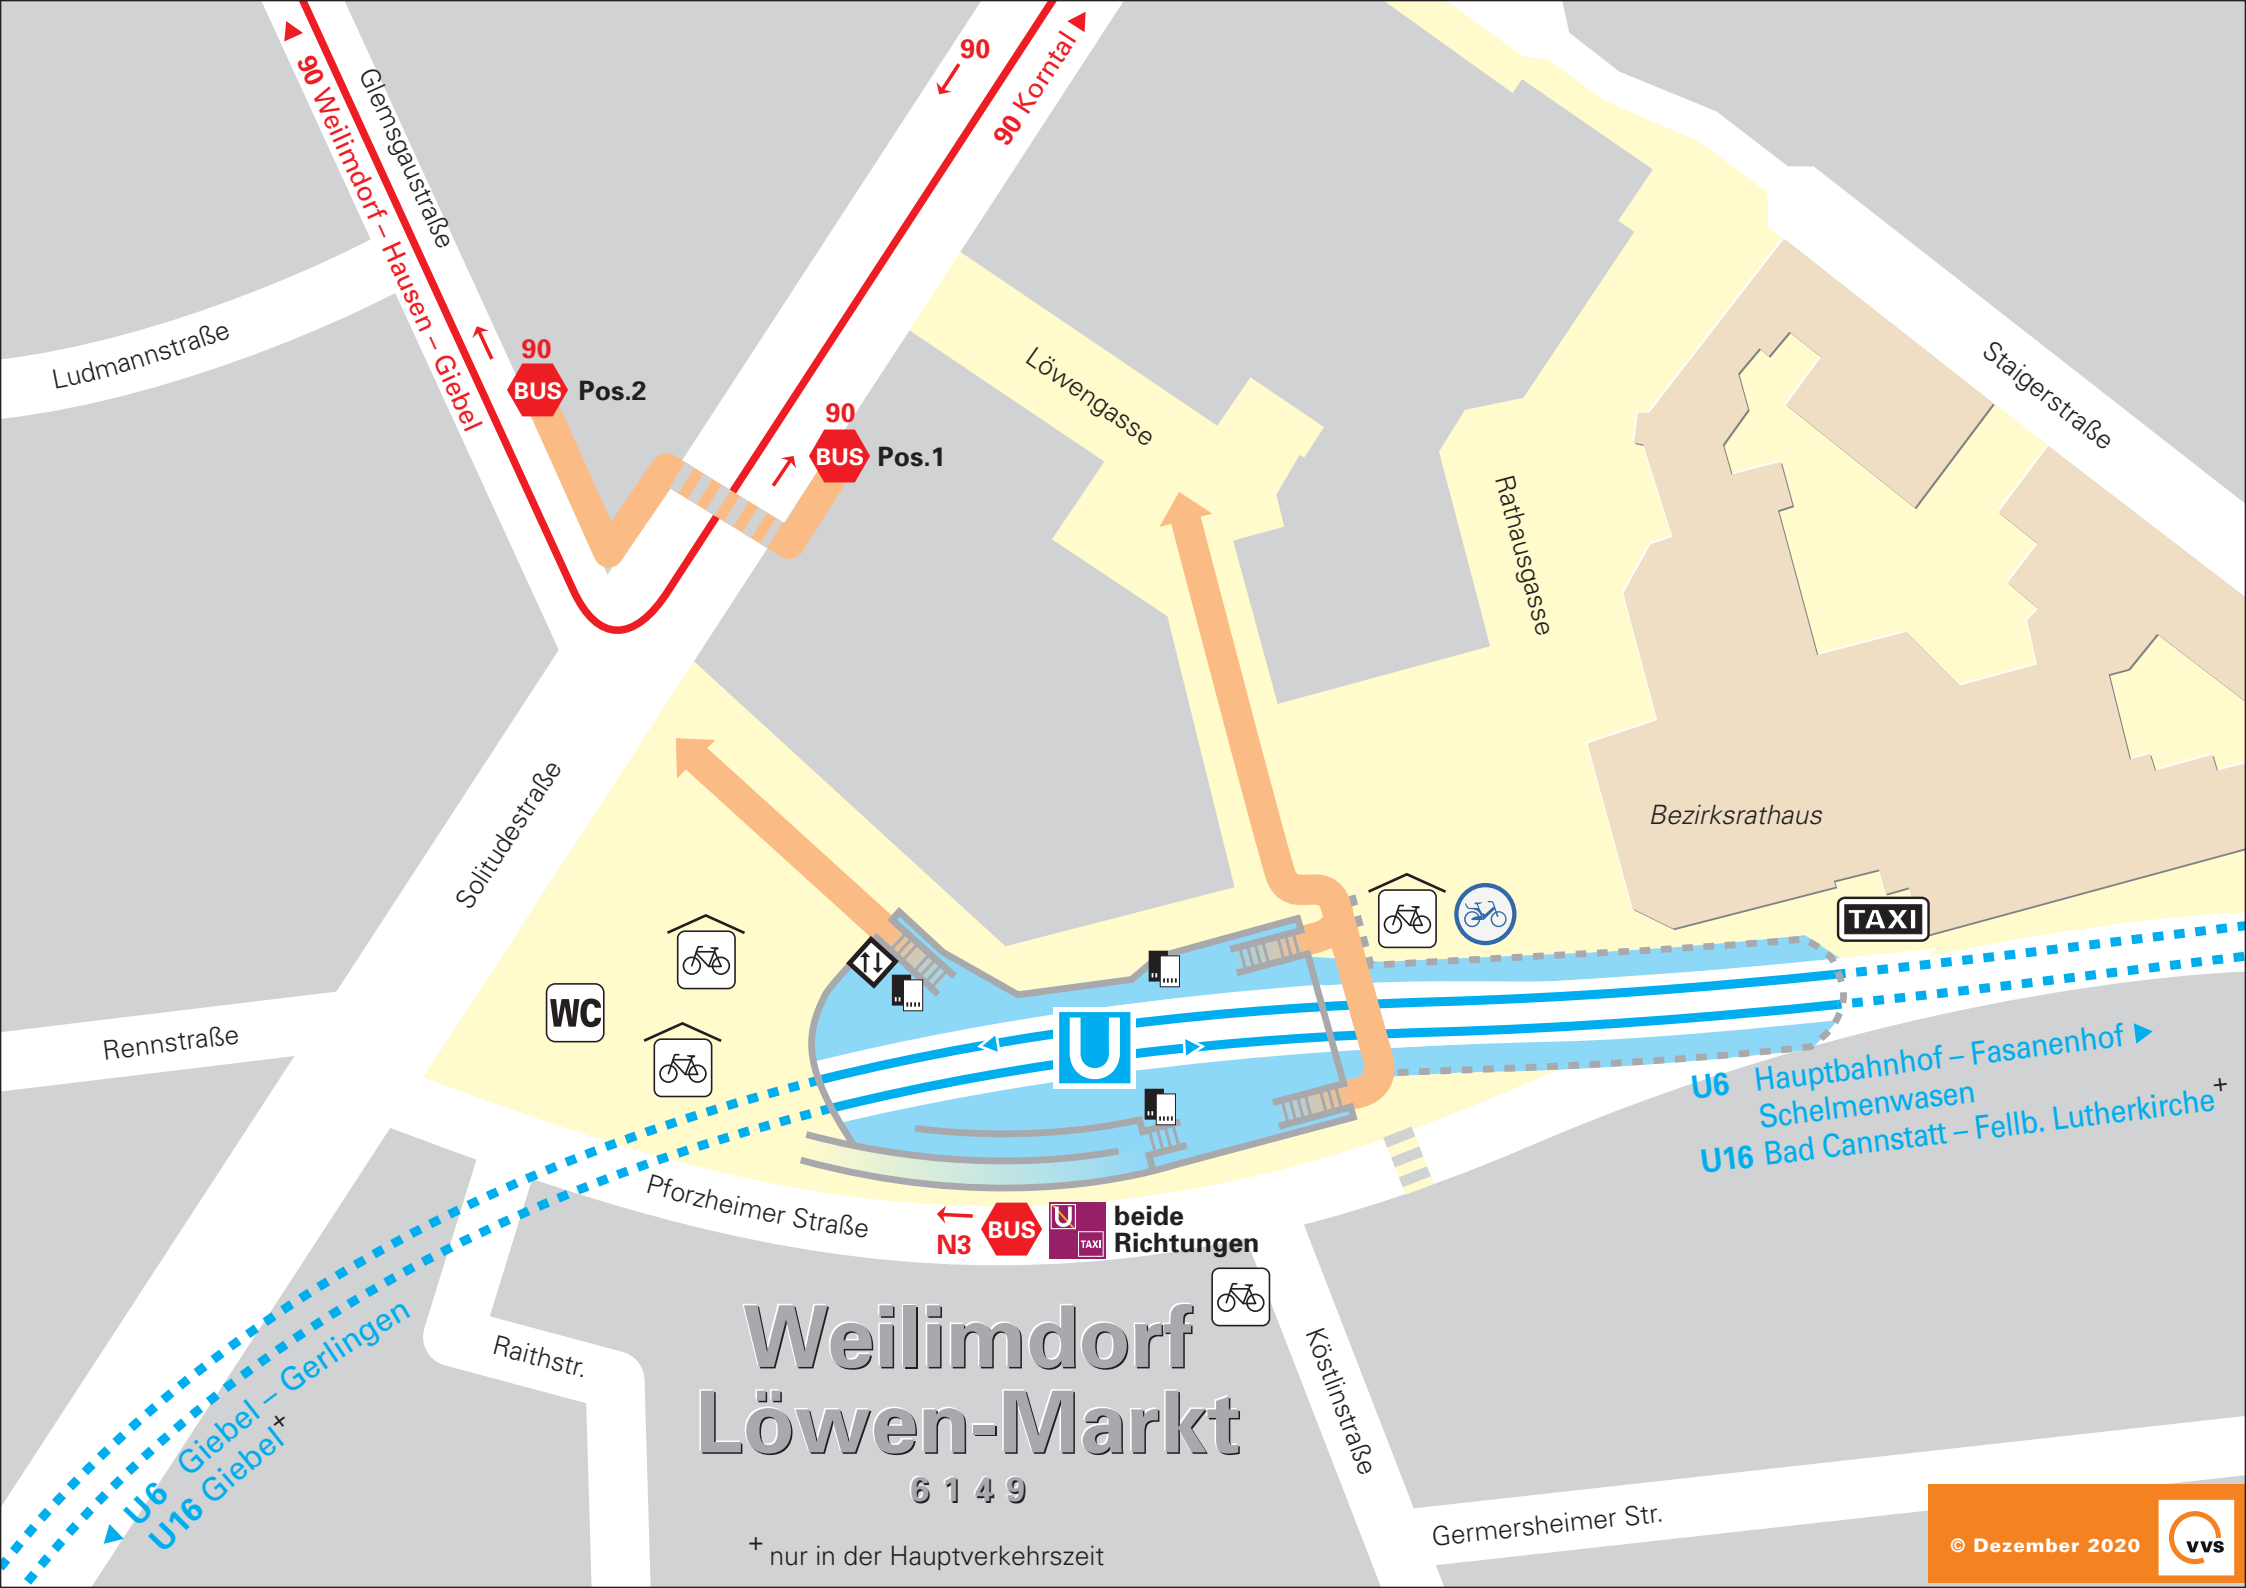 90
90 Korntal
90 Weilimdorf – Hausen – Giebel
Glemsgaustraße
Ludmannstraße
90
BUS Pos.2
90
BUS Pos.1
Löwengasse
Rathausgasse
Staigerstraße
Solitudestraße
Bezirksrathaus
TAXI
WC
U
Rennstraße
U6 Hauptbahnhof – Fasanenhof
Schelmenwasen
U16 Bad Cannstatt – Fellb. Lutherkirche+
Pforzheimer Straße
N3
BUS
U
TAXI
beide
Richtungen
U6 Giebel – Gerlingen
U16 Giebel+
Raithstr.
Köstlinstraße
Weilimdorf
Löwen-Markt
6149
+ nur in der Hauptverkehrszeit
Germersheimer Str.
© Dezember 2020
vvs